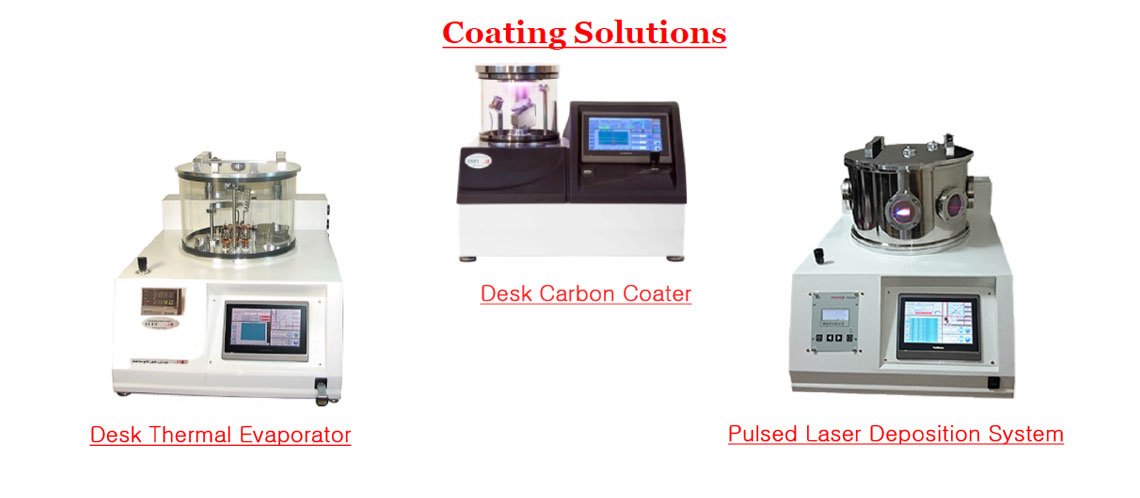 Coating Solutions
Desk Carbon Coater
Desk Thermal Evaporator
Pulsed Laser Deposition System